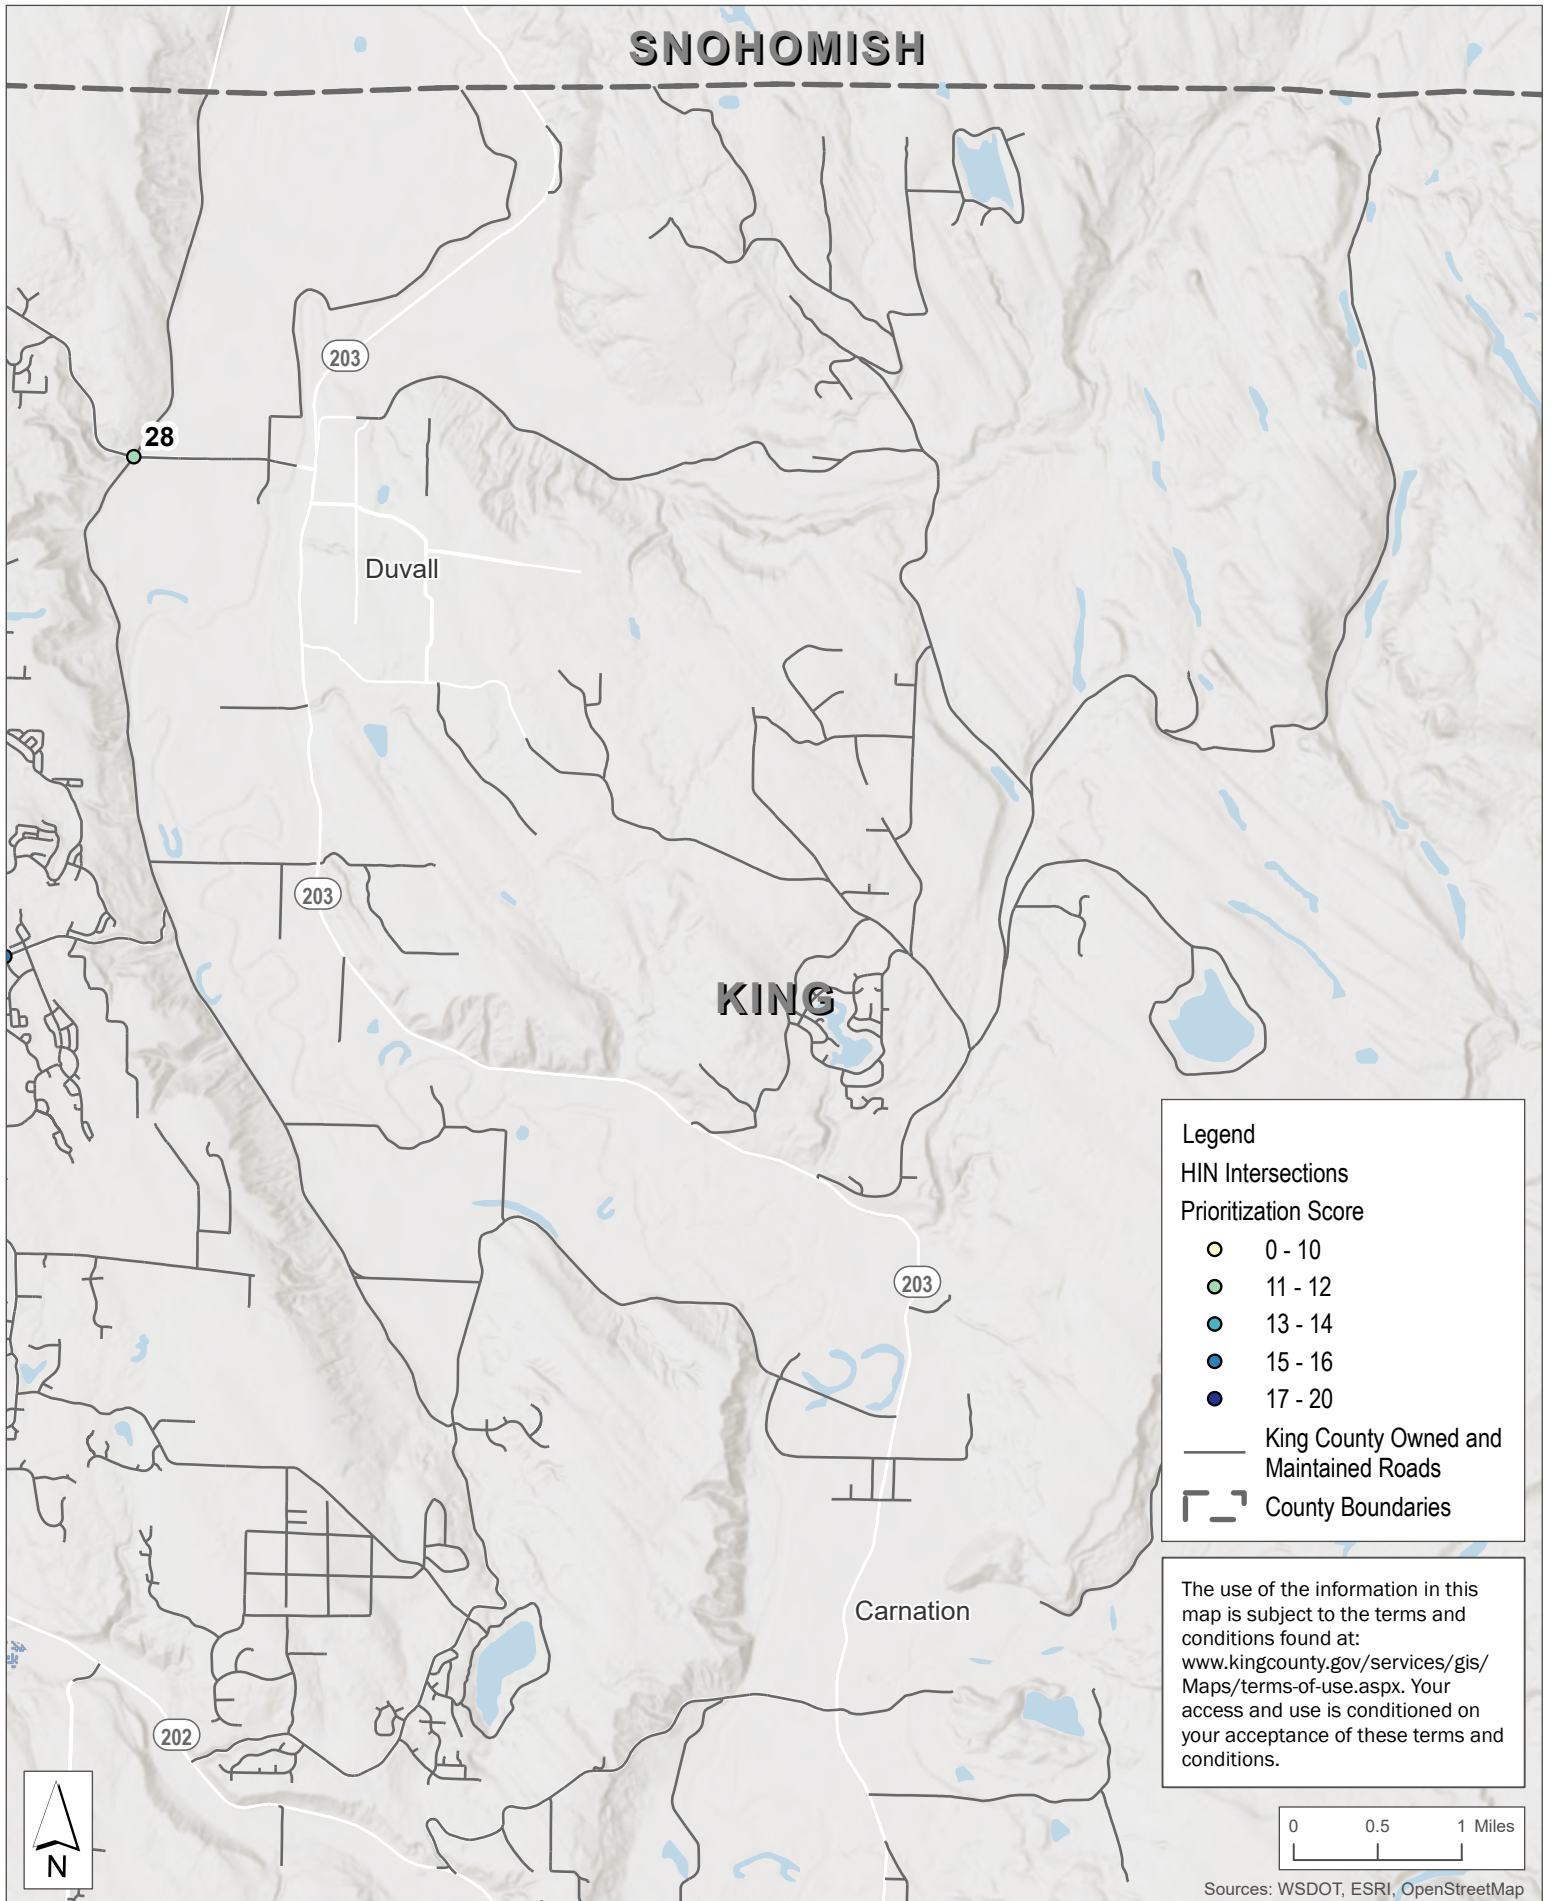 SNOHOMISH
203
28
Duvall
203
KING
203
Carnation
202
N
Legend
HIN Intersections
Prioritization Score
0 - 10
11 - 12
13 - 14
15 - 16
17 - 20
King County Owned and
Maintained Roads
County Boundaries
The use of the information in this
map is subject to the terms and
conditions found at:
www.kingcounty.gov/services/gis/
Maps/terms-of-use.aspx. Your
access and use is conditioned on
your acceptance of these terms and
conditions.
0 0.5 1 Miles
Sources: WSDOT, ESRI, OpenStreetMap